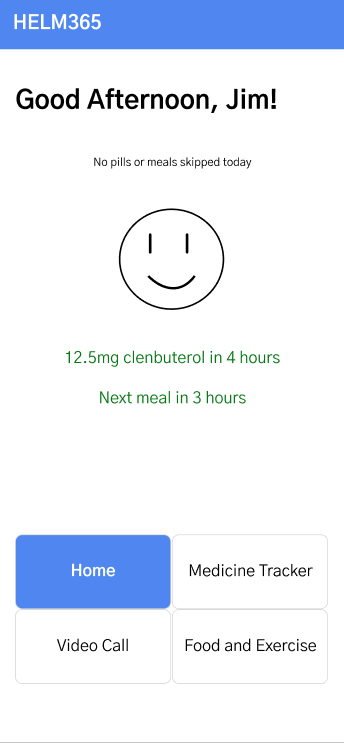 HELM365
Good Afternoon, Jim!
No pills or meals skipped today
12.5mg clenbuterol in 4 hours
Next meal in 3 hours
Home
Medicine Tracker
Video Call
Food and Exercise